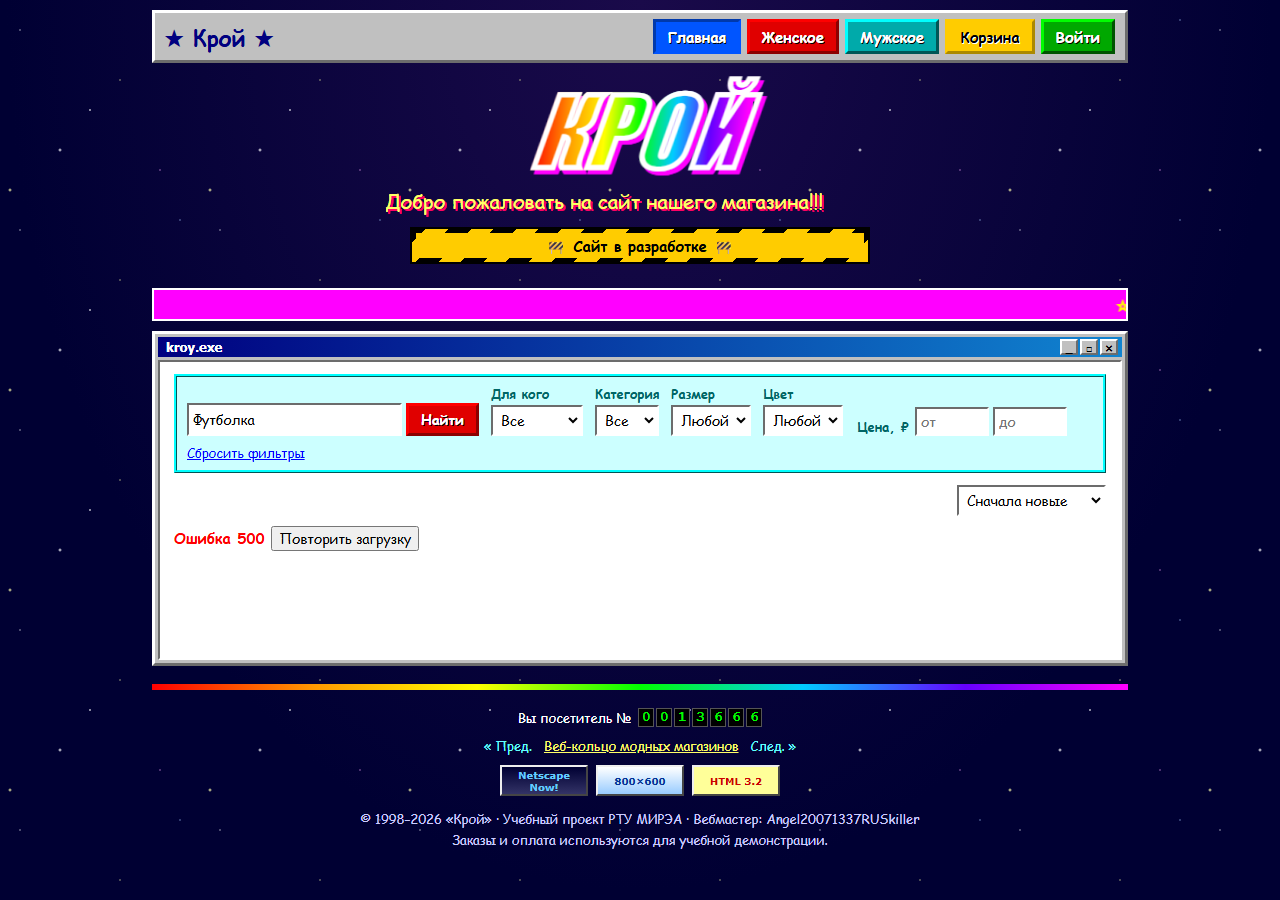 ★ Крой ★
Главная Женское Мужское Корзина Войти
КРОЙ
Добро пожаловать на сайт нашего магазина!!!
🚧 Сайт в разработке 🚧
kroy.exe
Для кого Категория Размер Цвет
Футболка Найти Все Все Любой Любой Цена, ₽ от до
Сбросить фильтры
Сначала новые
Ошибка 500 Повторить загрузку
Вы посетитель № 0013666
« Пред. Веб-кольцо модных магазинов След. »
Netscape Now! 800×600 HTML 3.2
© 1998–2026 «Крой» · Учебный проект РТУ МИРЭА · Вебмастер: Angel20071337RUSkiller
Заказы и оплата используются для учебной демонстрации.